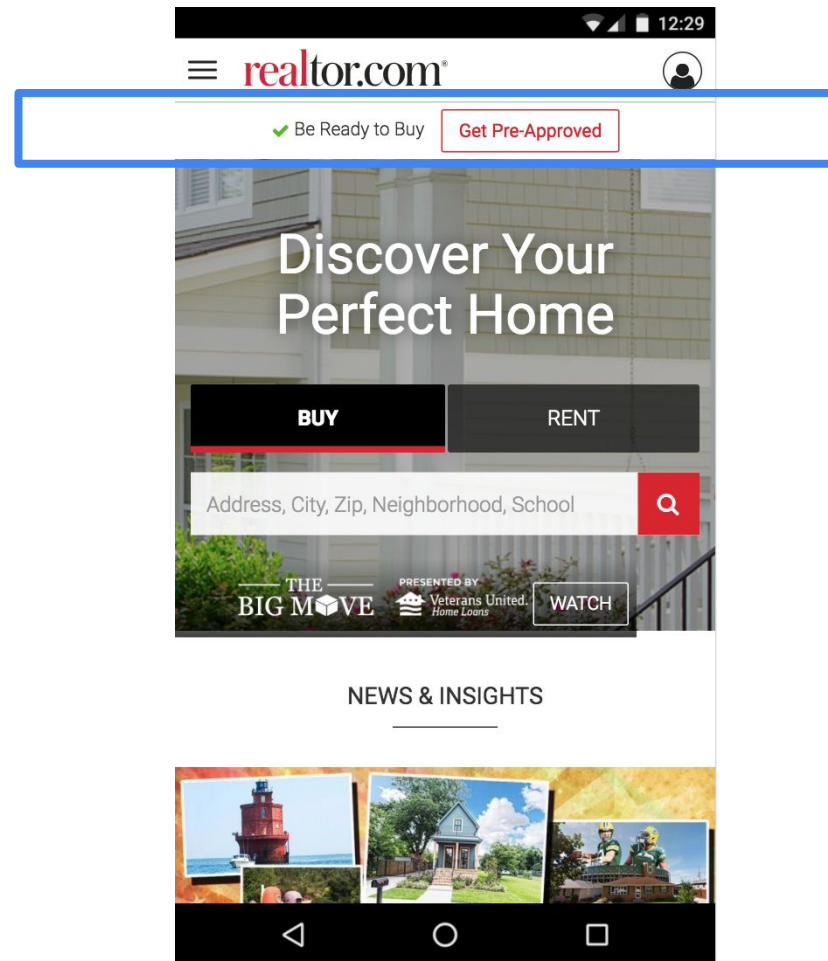 12:29
realtor.com®
Be Ready to Buy Get Pre-Approved
Discover Your
Perfect Home
BUY RENT
Address, City, Zip, Neighborhood, School
THE
BIG MOVE
PRESENTED BY
Veterans United.
Home Loans
WATCH
NEWS & INSIGHTS